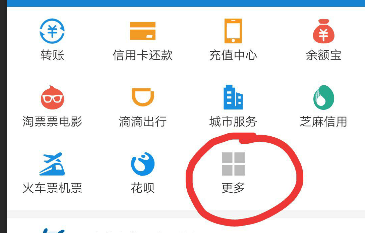 转账 信用卡还款 充值中心 余额宝
淘票票电影 滴滴出行 城市服务 芝麻信用
火车票机票 花呗 更多